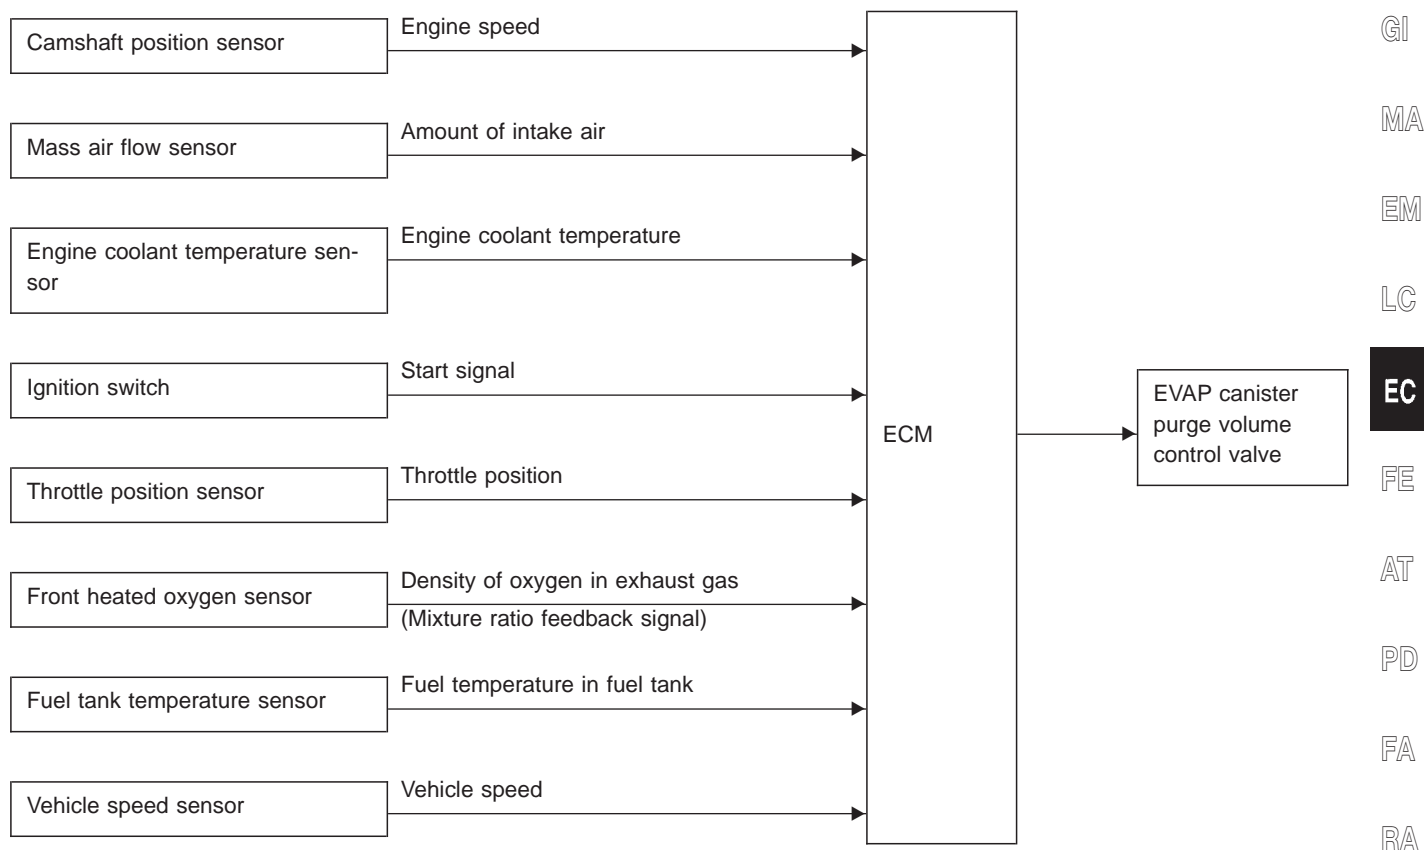 Camshaft position sensor
Engine speed
Mass air flow sensor
Amount of intake air
Engine coolant temperature sen-
sor
Engine coolant temperature
Ignition switch
Start signal
Throttle position sensor
Throttle position
Front heated oxygen sensor
Density of oxygen in exhaust gas
(Mixture ratio feedback signal)
Fuel tank temperature sensor
Fuel temperature in fuel tank
Vehicle speed sensor
Vehicle speed
ECM
EVAP canister
purge volume
control valve
GI
MA
EM
LC
EC
FE
AT
PD
FA
RA